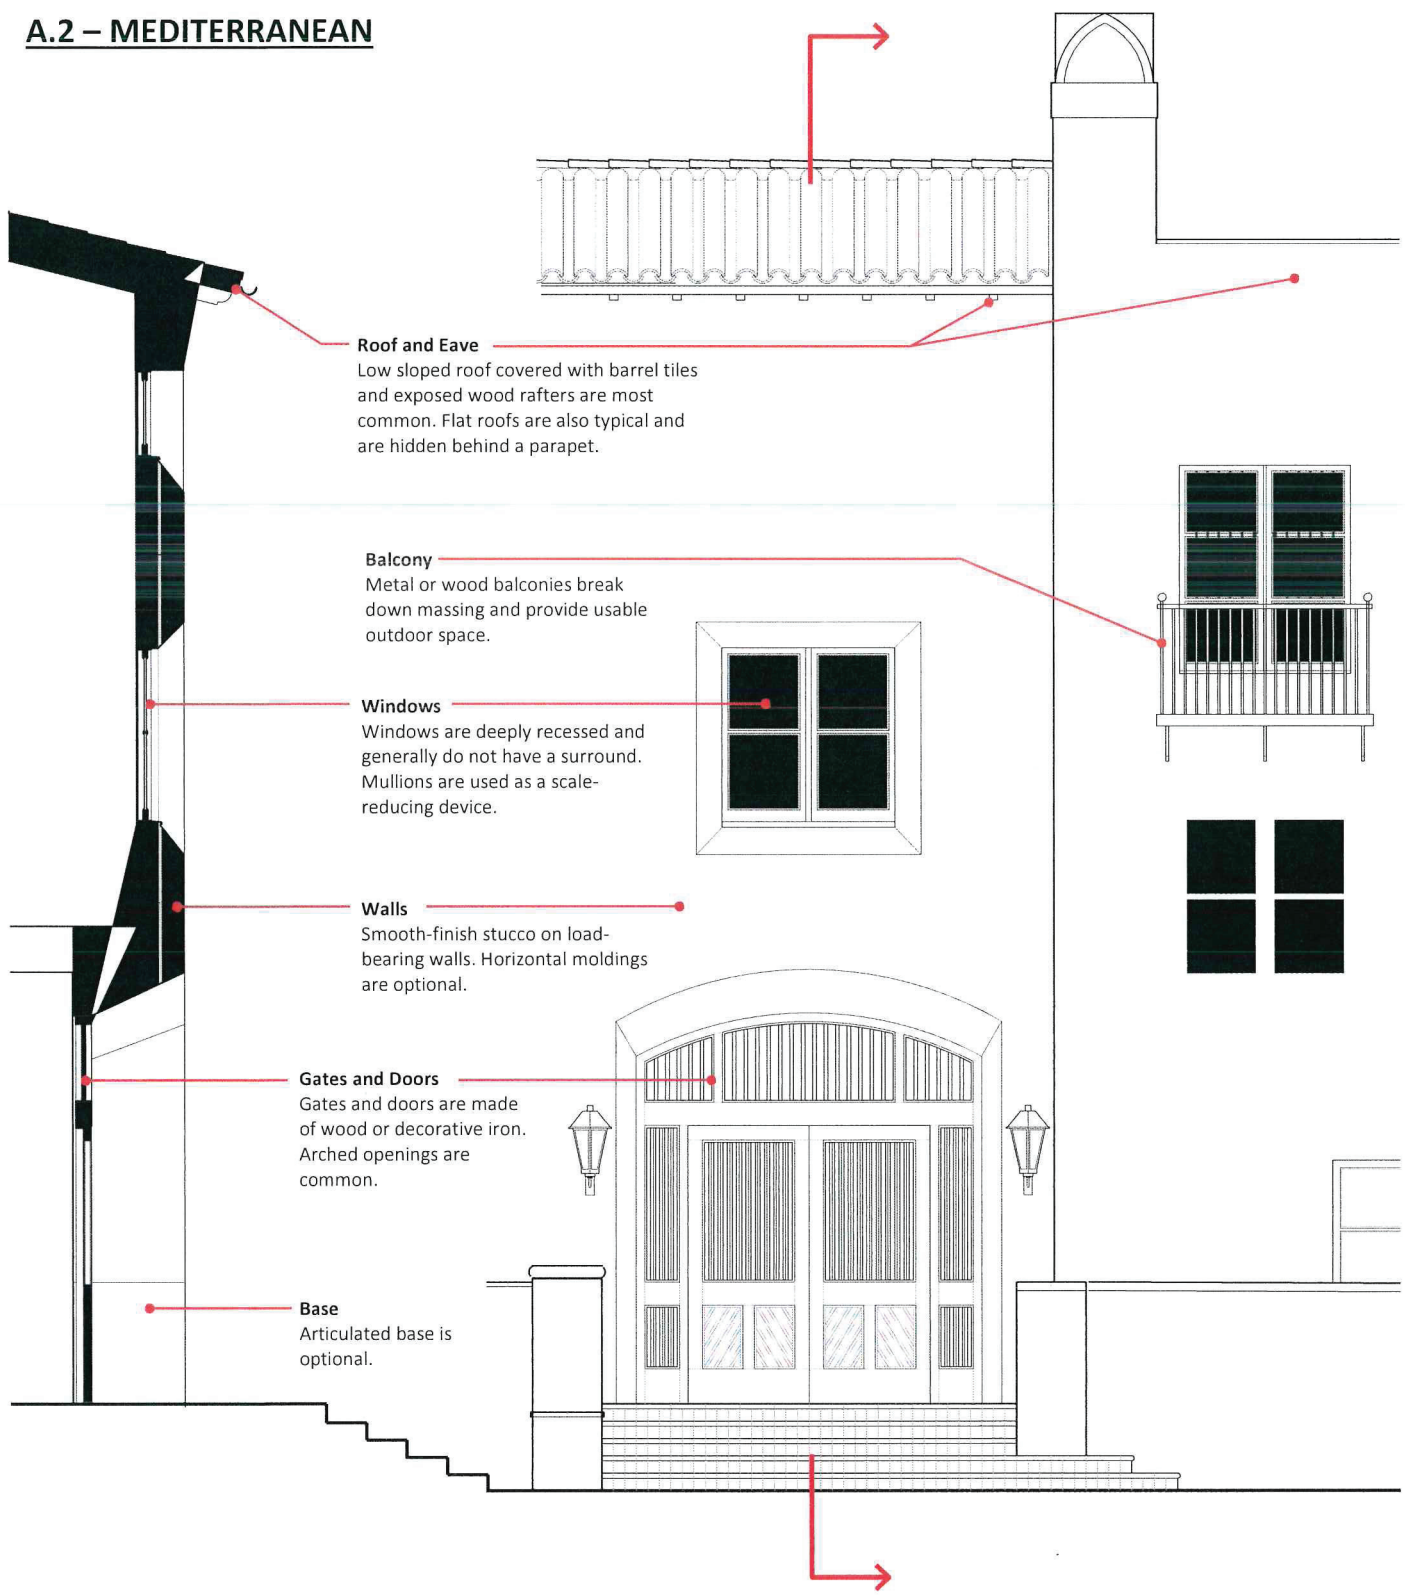 A.2 – MEDITERRANEAN
Roof and Eave
Low sloped roof covered with barrel tiles
and exposed wood rafters are most
common. Flat roofs are also typical and
are hidden behind a parapet.
Balcony
Metal or wood balconies break
down massing and provide usable
outdoor space.
Windows
Windows are deeply recessed and
generally do not have a surround.
Mullions are used as a scale-
reducing device.
Walls
Smooth-finish stucco on load-
bearing walls. Horizontal moldings
are optional.
Gates and Doors
Gates and doors are made
of wood or decorative iron.
Arched openings are
common.
Base
Articulated base is
optional.